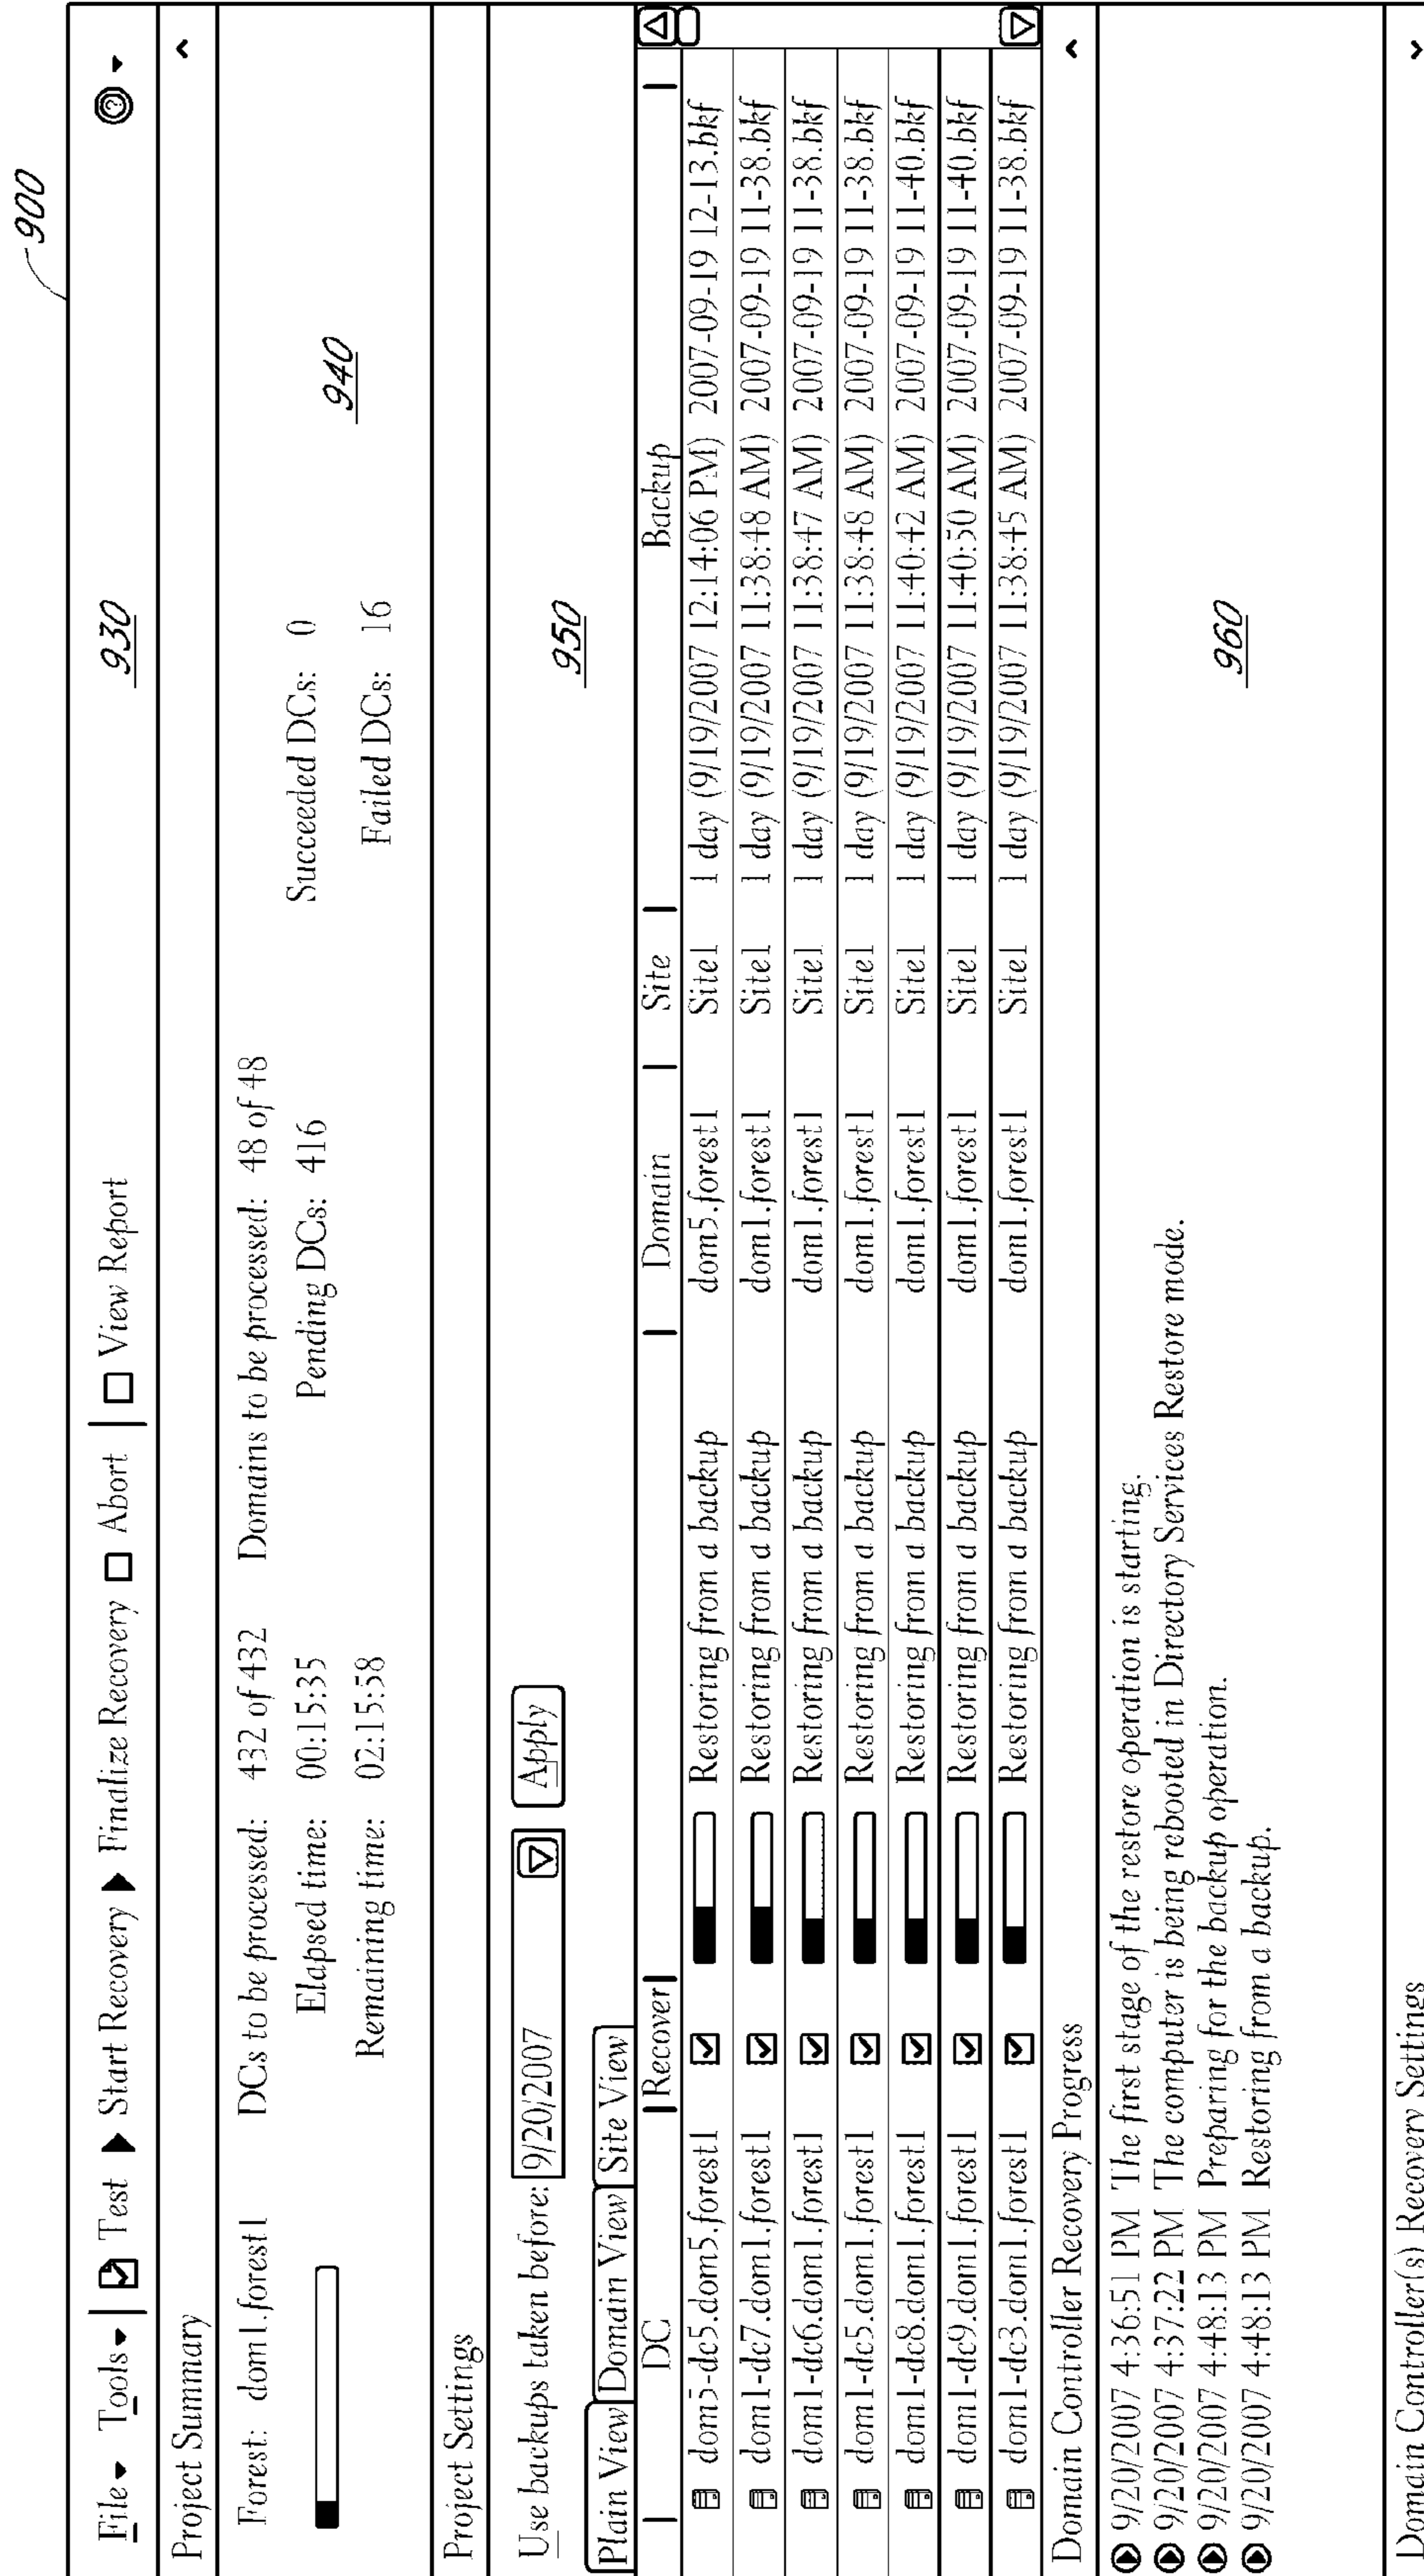 900
File Tools Test Start Recovery Finalize Recovery Abort View Report
930
Project Summary
Forest: dom1.forest1 DCs to be processed: 432 of 432 Domains to be processed: 48 of 48
Elapsed time: 00:15:35 Pending DCs: 416 Succeeded DCs: 0
940
Remaining time: 02:15:58 Failed DCs: 16
Project Settings
Use backups taken before: 9/20/2007 Apply
950
Plain View Domain View Site View
DC Recover Domain Site Backup
dom5-dc5.dom5.forest1 Restoring from a backup dom5.forest1 Site1 1 day (9/19/2007 12:14:06 PM) 2007-09-19 12-13.bkf
dom1-dc7.dom1.forest1 Restoring from a backup dom1.forest1 Site1 1 day (9/19/2007 11:38:48 AM) 2007-09-19 11-38.bkf
dom1-dc6.dom1.forest1 Restoring from a backup dom1.forest1 Site1 1 day (9/19/2007 11:38:47 AM) 2007-09-19 11-38.bkf
dom1-dc5.dom1.forest1 Restoring from a backup dom1.forest1 Site1 1 day (9/19/2007 11:38:48 AM) 2007-09-19 11-38.bkf
dom1-dc8.dom1.forest1 Restoring from a backup dom1.forest1 Site1 1 day (9/19/2007 11:40:42 AM) 2007-09-19 11-40.bkf
dom1-dc9.dom1.forest1 Restoring from a backup dom1.forest1 Site1 1 day (9/19/2007 11:40:50 AM) 2007-09-19 11-40.bkf
dom1-dc3.dom1.forest1 Restoring from a backup dom1.forest1 Site1 1 day (9/19/2007 11:38:45 AM) 2007-09-19 11-38.bkf
Domain Controller Recovery Progress
9/20/2007 4:36:51 PM The first stage of the restore operation is starting.
9/20/2007 4:37:22 PM The computer is being rebooted in Directory Services Restore mode.
9/20/2007 4:48:13 PM Preparing for the backup operation.
9/20/2007 4:48:13 PM Restoring from a backup.
960
Domain Controller(s) Recovery Settings